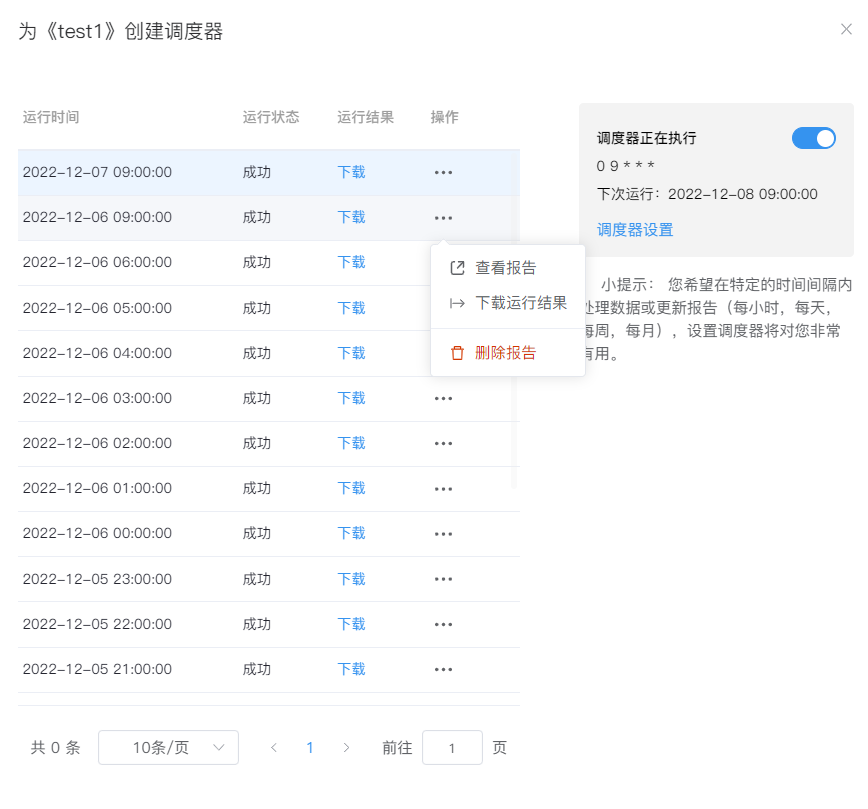 为《test1》创建调度器
运行时间 运行状态 运行结果 操作
2022-12-07 09:00:00 成功 下载
2022-12-06 09:00:00 成功 下载
2022-12-06 06:00:00 成功 下载
2022-12-06 05:00:00 成功 下载
2022-12-06 04:00:00 成功 下载
2022-12-06 03:00:00 成功 下载
2022-12-06 02:00:00 成功 下载
2022-12-06 01:00:00 成功 下载
2022-12-06 00:00:00 成功 下载
2022-12-05 23:00:00 成功 下载
2022-12-05 22:00:00 成功 下载
2022-12-05 21:00:00 成功 下载
查看报告
下载运行结果
删除报告
调度器正在执行
0 9 * * *
下次运行：2022-12-08 09:00:00
调度器设置
小提示： 您希望在特定的时间间隔内
处理数据或更新报告（每小时，每天，
每周，每月），设置调度器将对您非常
有用。
共 0 条 10条/页 1 前往 1 页